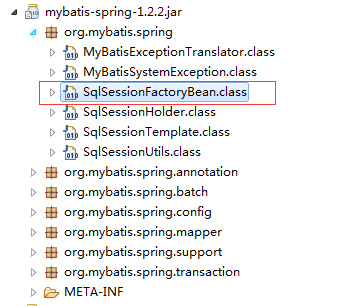 mybatis-spring-1.2.2.jar
org.mybatis.spring
MyBatisExceptionTranslator.class
MyBatisSystemException.class
SqlSessionFactoryBean.class
SqlSessionHolder.class
SqlSessionTemplate.class
SqlSessionUtils.class
org.mybatis.spring.annotation
org.mybatis.spring.batch
org.mybatis.spring.config
org.mybatis.spring.mapper
org.mybatis.spring.support
org.mybatis.spring.transaction
META-INF